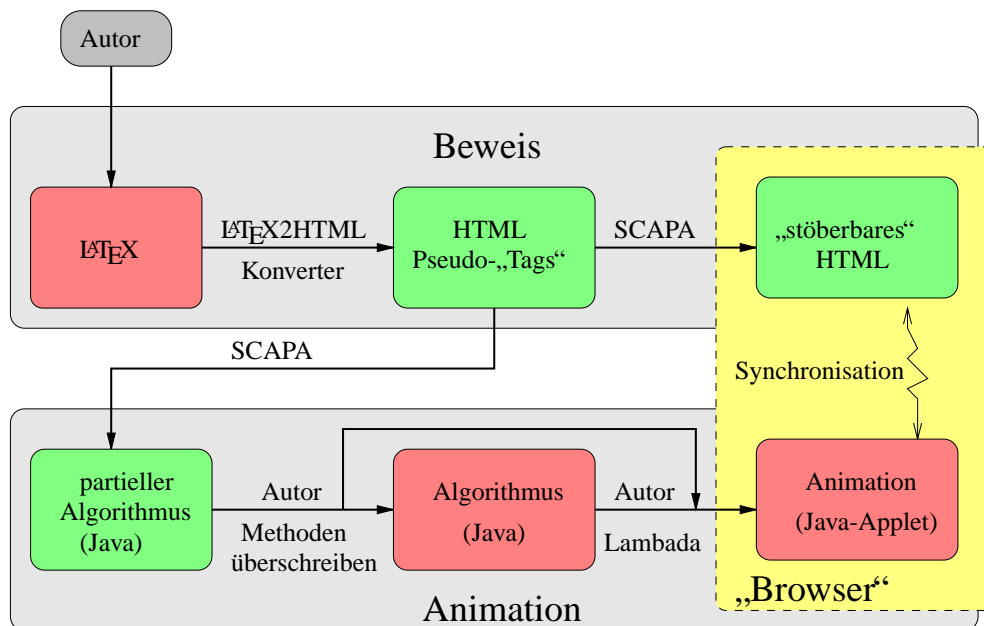 Autor
Beweis
LATEX
LATEX2HTML
Konverter
HTML
Pseudo-„Tags“
SCAPA
„stöberbares“
HTML
SCAPA
Synchronisation
partieller
Algorithmus
(Java)
Autor
Methoden
überschreiben
Algorithmus
(Java)
Autor
Lambada
Animation
(Java-Applet)
„Browser“
Animation